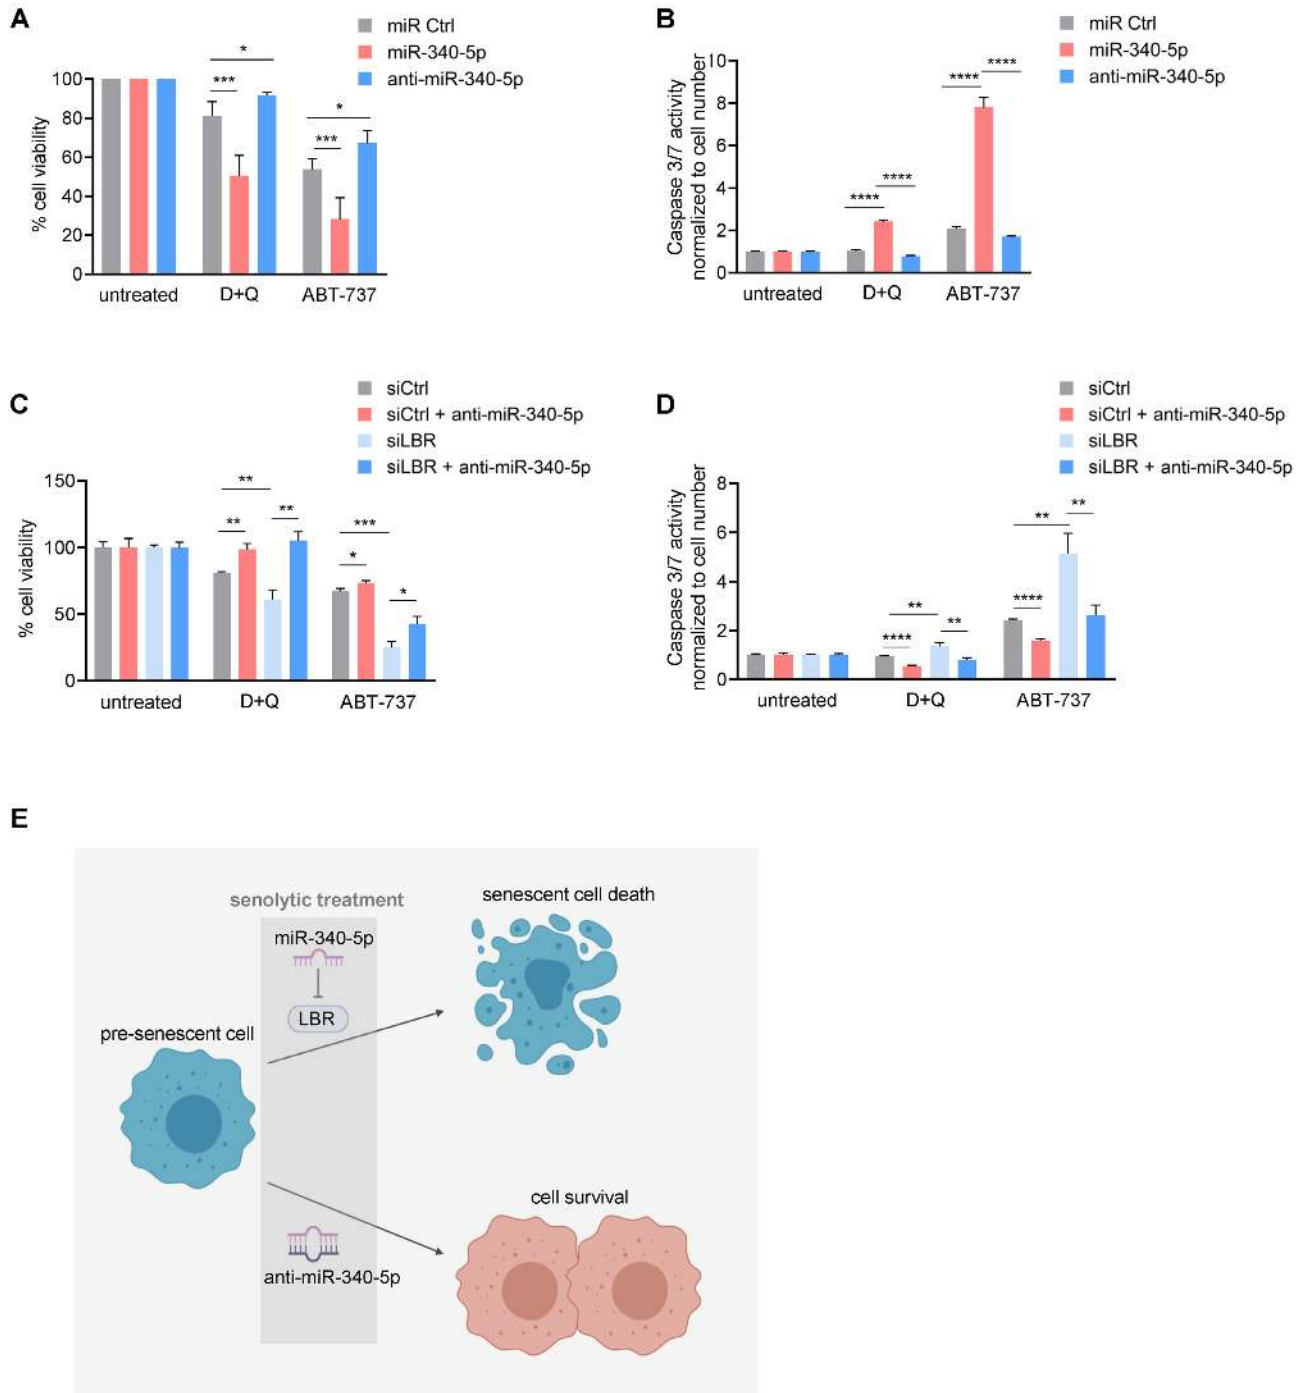 A
miR Ctrl
miR-340-5p
anti-miR-340-5p
% cell viability
100
80
60
40
20
0
*
***
*
***
untreated
D+Q
ABT-737
B
miR Ctrl
miR-340-5p
anti-miR-340-5p
Caspase 3/7 activity
normalized to cell number
10
8
6
4
2
0
**** ****
****
****
untreated
D+Q
ABT-737
C
siCtrl
siCtrl + anti-miR-340-5p
siLBR
siLBR + anti-miR-340-5p
% cell viability
150
100
50
0
**
** **
***
*
*
untreated
D+Q
ABT-737
D
siCtrl
siCtrl + anti-miR-340-5p
siLBR
siLBR + anti-miR-340-5p
Caspase 3/7 activity
normalized to cell number
8
6
4
2
0
**
**
****
**
**** **
untreated
D+Q
ABT-737
E
senolytic treatment
senescent cell death
miR-340-5p
LBR
pre-senescent cell
cell survival
anti-miR-340-5p